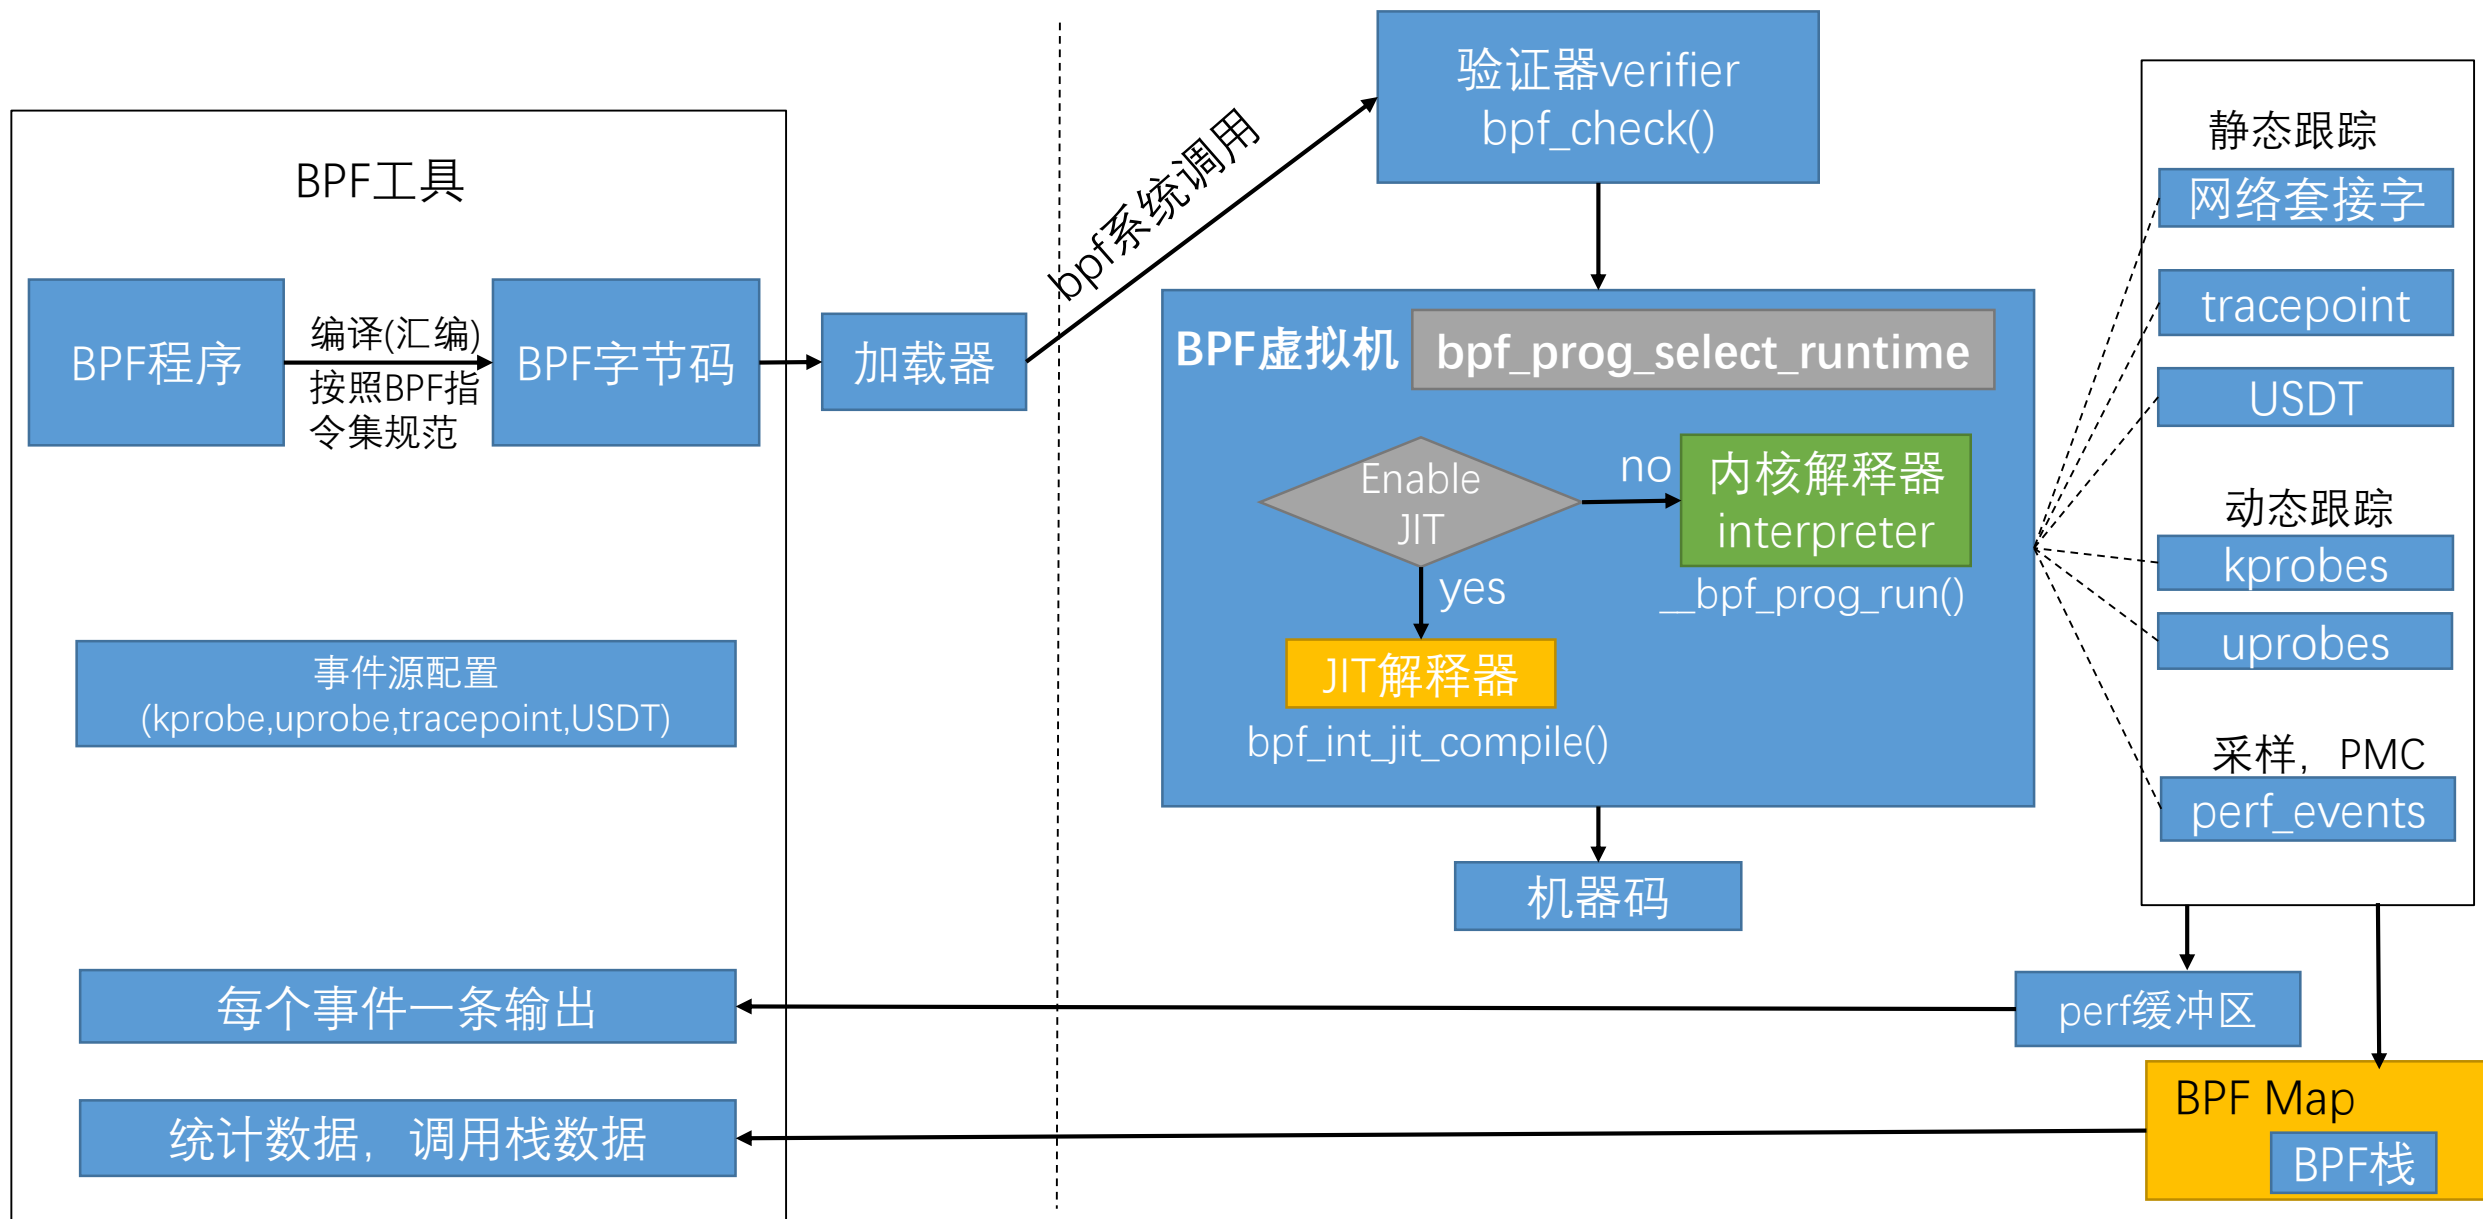 BPF工具
BPF程序
编译(汇编)
按照BPF指
令集规范
BPF字节码
加载器
事件源配置
(kprobe,uprobe,tracepoint,USDT)
每个事件一条输出
统计数据，调用栈数据
bpf系统调用
验证器verifier
bpf_check()
BPF虚拟机
bpf_prog_select_runtime
Enable
JIT
no
内核解释器
interpreter
__bpf_prog_run()
yes
JIT解释器
bpf_int_jit_compile()
机器码
静态跟踪
网络套接字
tracepoint
USDT
动态跟踪
kprobes
uprobes
采样，PMC
perf_events
perf缓冲区
BPF Map
BPF栈